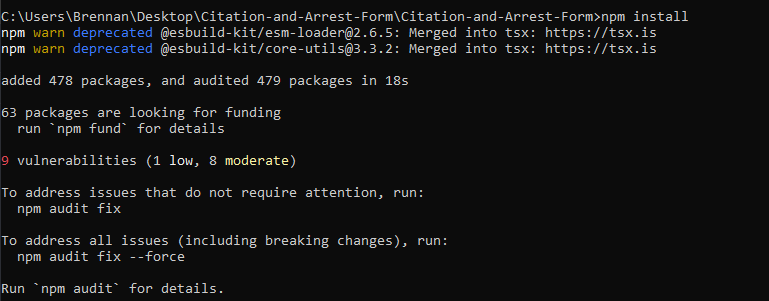 C:\Users\Brennan\Desktop\Citation-and-Arrest-Form\Citation-and-Arrest-Form>npm install
npm warn deprecated @esbuild-kit/esm-loader@2.6.5: Merged into tsx: https://tsx.is
npm warn deprecated @esbuild-kit/core-utils@3.3.2: Merged into tsx: https://tsx.is
added 478 packages, and audited 479 packages in 18s
63 packages are looking for funding
run `npm fund` for details
9 vulnerabilities (1 low, 8 moderate)
To address issues that do not require attention, run:
npm audit fix
To address all issues (including breaking changes), run:
npm audit fix --force
Run `npm audit` for details.